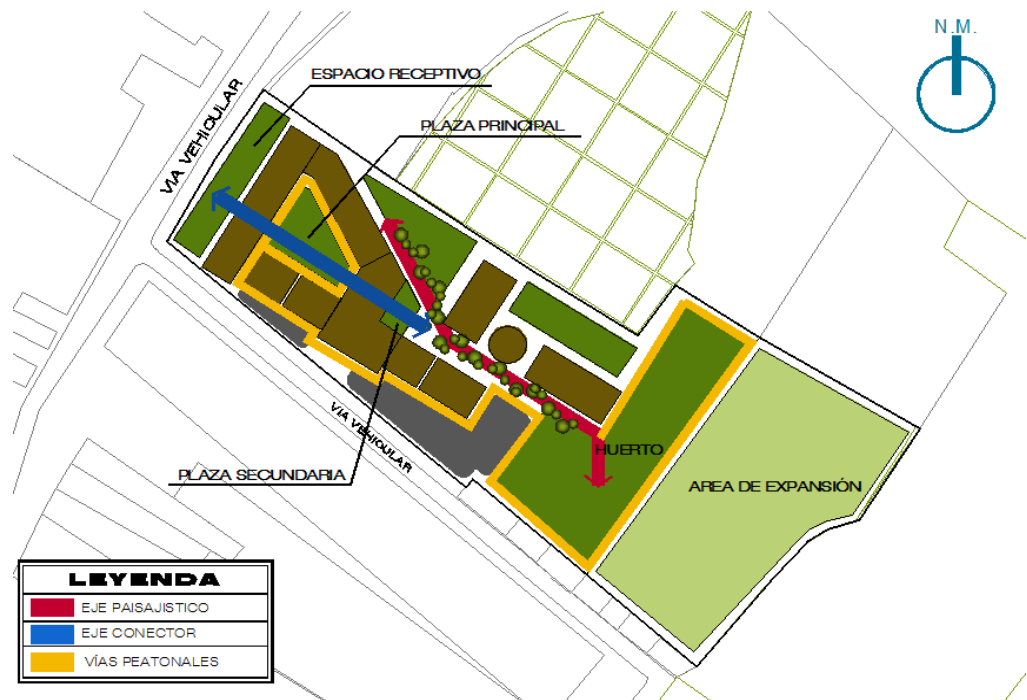 N.M.
ESPACIO RECEPTIVO
VIA VEHICULAR
PLAZA PRINCIPAL
HUERTO
AREA DE EXPANSIÓN
VIA VEHICULAR
PLAZA SECUNDARIA
LEYENDA
EJE PAISAJISTICO
EJE CONECTOR
VÍAS PEATONALES